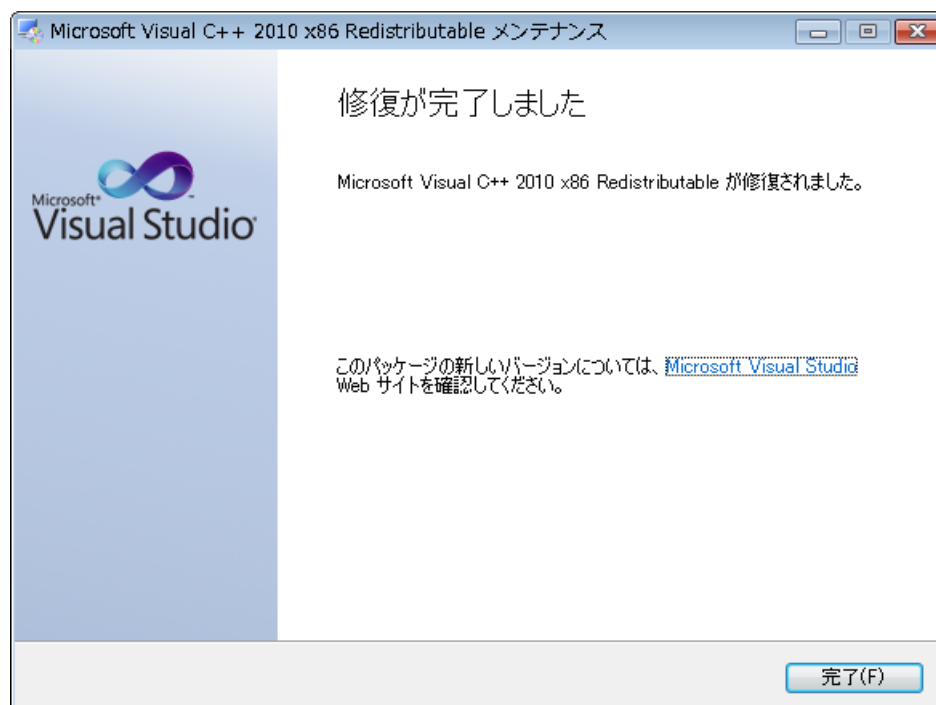 Microsoft Visual C++ 2010 x86 Redistributable メンテナンス
修復が完了しました
Microsoft Visual C++ 2010 x86 Redistributable が修復されました。
Microsoft®
Visual Studio®
このパッケージの新しいバージョンについては、Microsoft Visual Studio
Web サイトを確認してください。
完了(F)